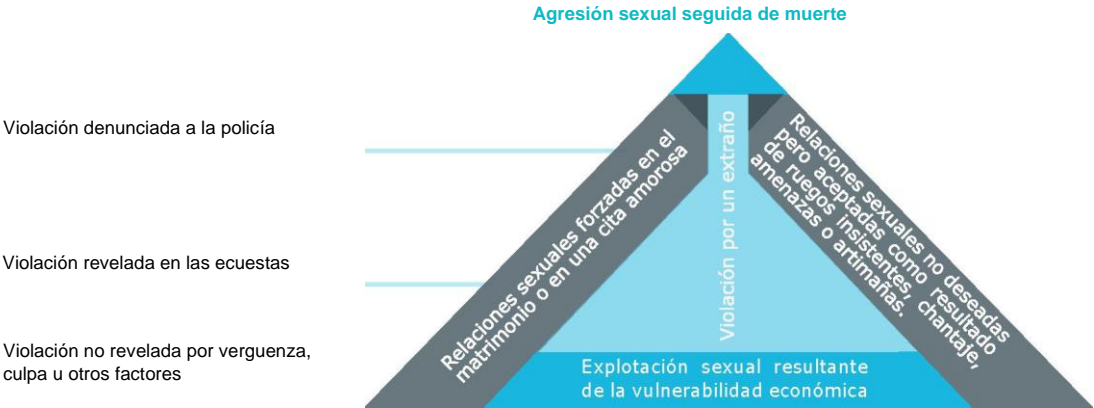 Agresión sexual seguida de muerte
Violación denunciada a la policía
Violación revelada en las ecuestas
Violación no revelada por verguenza,
culpa u otros factores
Relaciones sexuales forzadas en el
matrimonio o en una cita amorosa
Violación por un extraño
Relaciones sexuales no deseadas
pero aceptadas como resultado
de ruegos insistentes, chantaje,
amenazas o artimañas.
Explotación sexual resultante
de la vulnerabilidad económica